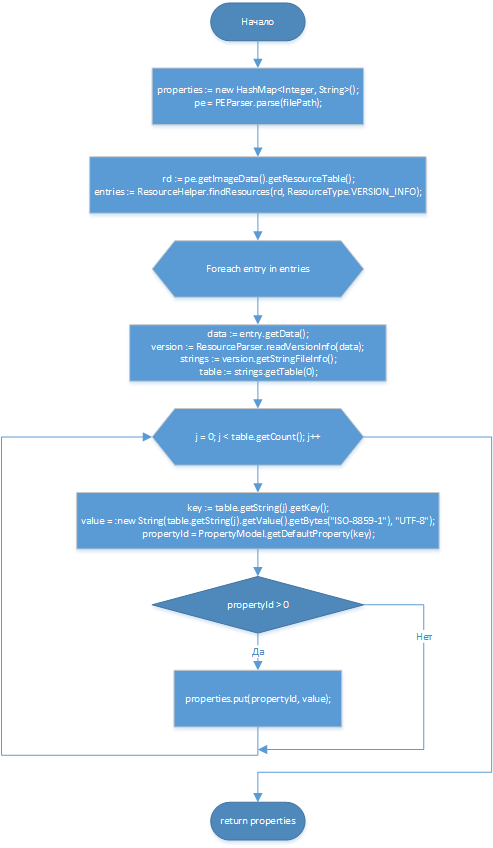 Начало
properties := new HashMap<Integer, String>();
pe = PEParser.parse(filePath);
rd := pe.getImageData().getResourceTable();
entries := ResourceHelper.findResources(rd, ResourceType.VERSION_INFO);
Foreach entry in entries
data := entry.getData();
version := ResourceParser.readVersionInfo(data);
strings := version.getStringFileInfo();
table := strings.getTable(0);
j = 0; j < table.getCount(); j++
key := table.getString(j).getKey();
value = :new String(table.getString(j).getValue().getBytes("ISO-8859-1"), "UTF-8");
propertyId = PropertyModel.getDefaultProperty(key);
propertyId > 0
Нет
Да
properties.put(propertyId, value);
return properties